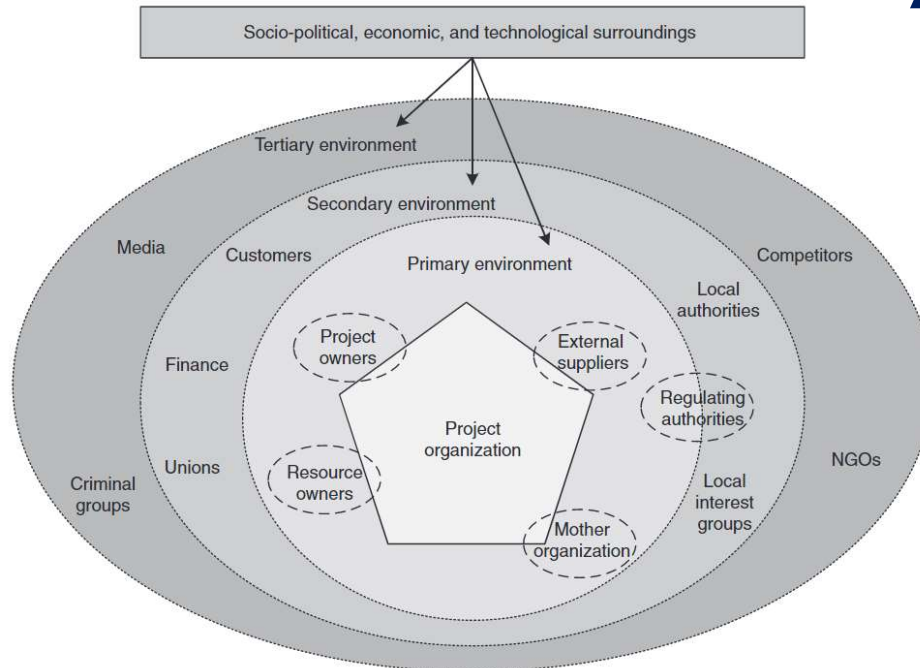 Socio-political, economic, and technological surroundings
Tertiary environment
Secondary environment
Media
Customers
Competitors
Primary environment
Local
authorities
Project
owners
External
suppliers
Finance
Regulating
authorities
Project
organization
Unions
NGOs
Criminal
groups
Resource
owners
Local
interest
groups
Mother
organization